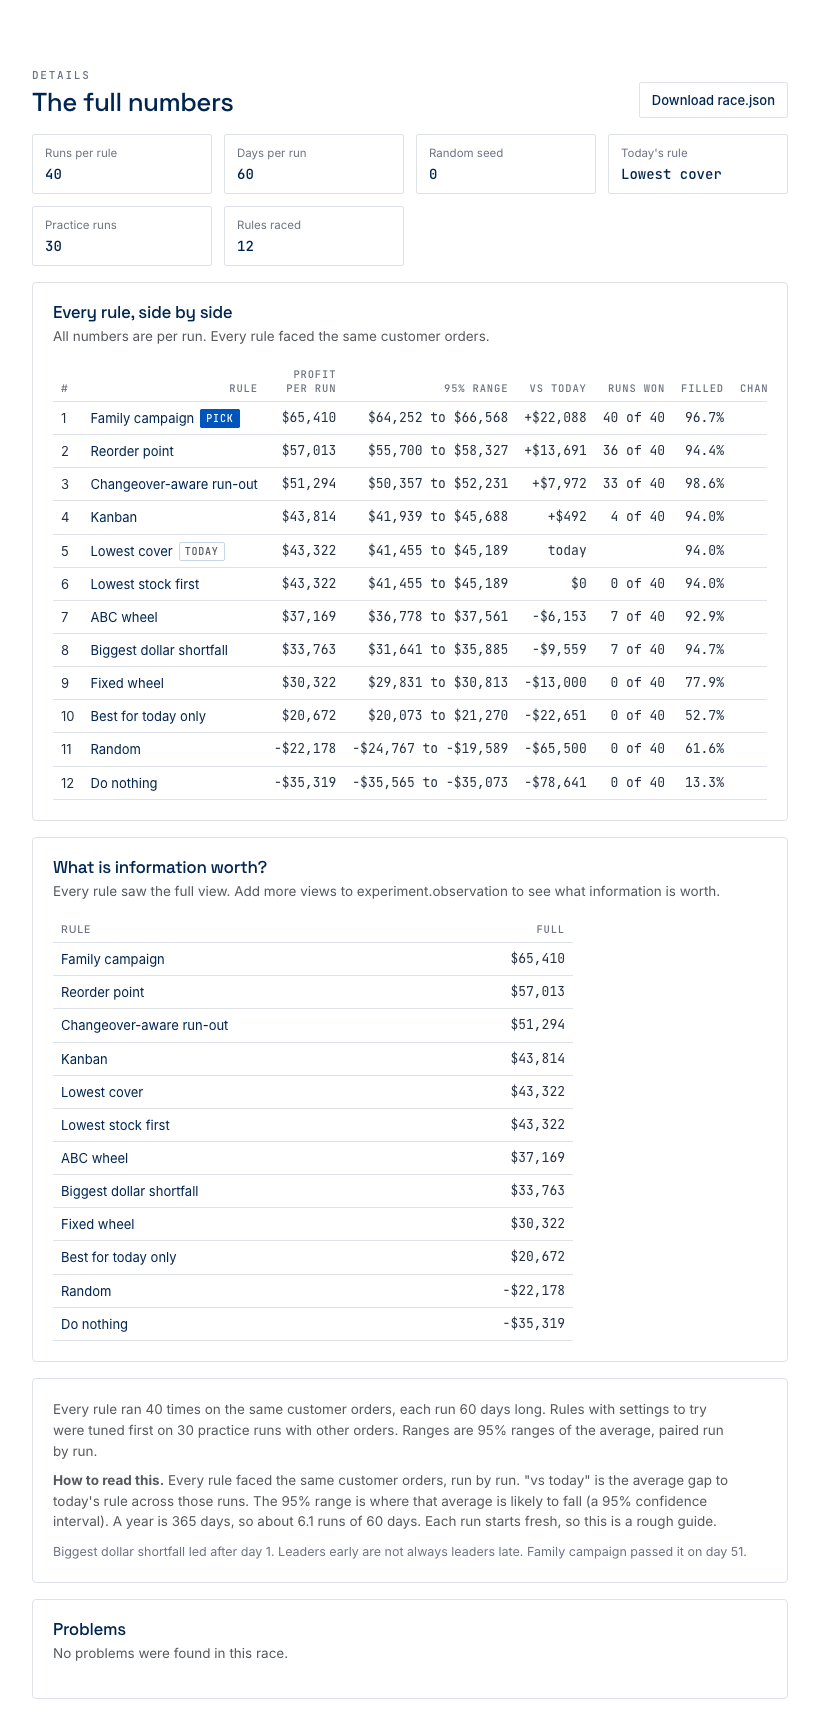 DETAILS
The full numbers
Download race.json
Runs per rule
40
Days per run
60
Random seed
0
Today's rule
Lowest cover
Practice runs
30
Rules raced
12
Every rule, side by side
All numbers are per run. Every rule faced the same customer orders.
# RULE PROFIT PER RUN 95% RANGE VS TODAY RUNS WON FILLED CHAN
1 Family campaign PICK $65,410 $64,252 to $66,568 +$22,088 40 of 40 96.7%
2 Reorder point $57,013 $55,700 to $58,327 +$13,691 36 of 40 94.4%
3 Changeover-aware run-out $51,294 $50,357 to $52,231 +$7,972 33 of 40 98.6%
4 Kanban $43,814 $41,939 to $45,688 +$492 4 of 40 94.0%
5 Lowest cover TODAY $43,322 $41,455 to $45,189 today 94.0%
6 Lowest stock first $43,322 $41,455 to $45,189 $0 0 of 40 94.0%
7 ABC wheel $37,169 $36,778 to $37,561 -$6,153 7 of 40 92.9%
8 Biggest dollar shortfall $33,763 $31,641 to $35,885 -$9,559 7 of 40 94.7%
9 Fixed wheel $30,322 $29,831 to $30,813 -$13,000 0 of 40 77.9%
10 Best for today only $20,672 $20,073 to $21,270 -$22,651 0 of 40 52.7%
11 Random -$22,178 -$24,767 to -$19,589 -$65,500 0 of 40 61.6%
12 Do nothing -$35,319 -$35,565 to -$35,073 -$78,641 0 of 40 13.3%
What is information worth?
Every rule saw the full view. Add more views to experiment.observation to see what information is worth.
RULE FULL
Family campaign $65,410
Reorder point $57,013
Changeover-aware run-out $51,294
Kanban $43,814
Lowest cover $43,322
Lowest stock first $43,322
ABC wheel $37,169
Biggest dollar shortfall $33,763
Fixed wheel $30,322
Best for today only $20,672
Random -$22,178
Do nothing -$35,319
Every rule ran 40 times on the same customer orders, each run 60 days long. Rules with settings to try
were tuned first on 30 practice runs with other orders. Ranges are 95% ranges of the average, paired run
by run.
How to read this. Every rule faced the same customer orders, run by run. "vs today" is the average gap to
today's rule across those runs. The 95% range is where that average is likely to fall (a 95% confidence
interval). A year is 365 days, so about 6.1 runs of 60 days. Each run starts fresh, so this is a rough guide.
Biggest dollar shortfall led after day 1. Leaders early are not always leaders late. Family campaign passed it on day 51.
Problems
No problems were found in this race.